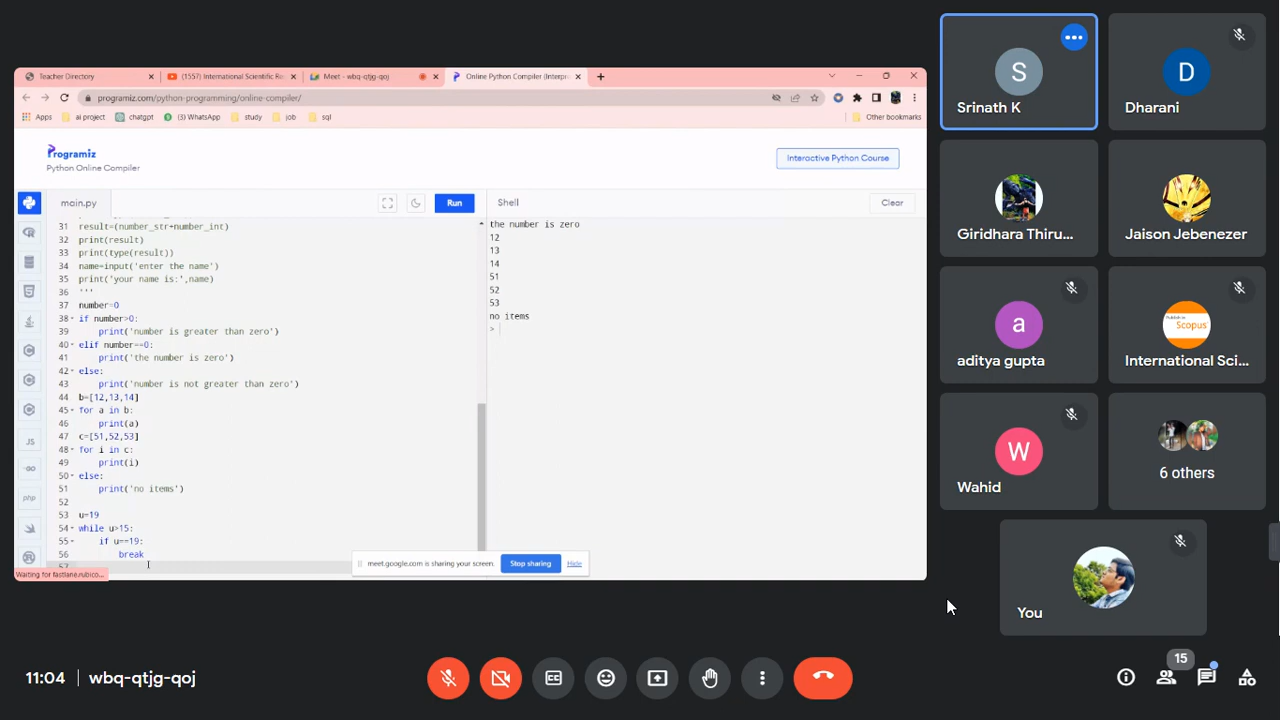 Teacher Directory
(1557) International Scientific Re
Meet - wbq-qtjg-qoj
Online Python Compiler (Interpr
programiz.com/python-programming/online-compiler/
Apps
ai project
chatgpt
(3) WhatsApp
study
job
sql
Other bookmarks
Programiz
Python Online Compiler
Interactive Python Course
main.py
Run
Shell
Clear
31 result=(number_str+number_int)
32 print(result)
33 print(type(result))
34 name=input('enter the name')
35 print('your name is:',name)
36 '''
37 number=0
38 if number>0:
39 print('number is greater than zero')
40 elif number==0:
41 print('the number is zero')
42 else:
43 print('number is not greater than zero')
44 b=[12,13,14]
45 for a in b:
46 print(a)
47 c=[51,52,53]
48 for i in c:
49 print(i)
50 else:
51 print('no items')
52
53 u=19
54 while u>15:
55 if u==19:
56 break
57
the number is zero
12
13
14
51
52
53
no items
>
JS
php
Waiting for fastlane.rubico...
meet.google.com is sharing your screen.
Stop sharing
Hide
S
Srinath K
D
Dharani
Giridhara Thiru...
Jaison Jebenezer
a
aditya gupta
Scopus
International Sci...
W
Wahid
6 others
You
11:04
wbq-qtjg-qoj
15